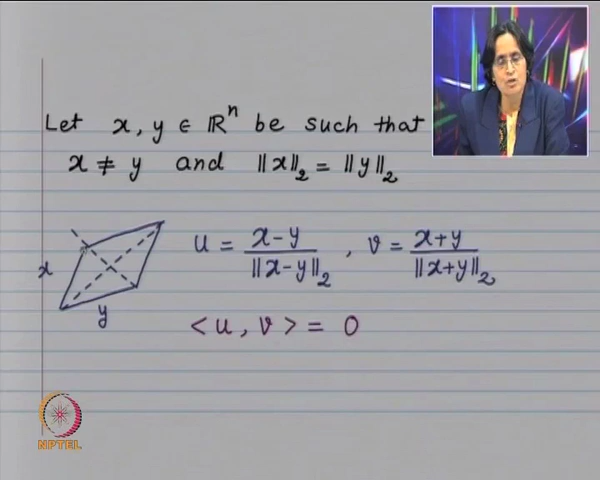 Let x, y ∈ ℝⁿ be such that
x ≠ y and ‖x‖₂ = ‖y‖₂
x
y
u = (x-y)/‖x-y‖₂ , v = (x+y)/‖x+y‖₂
<u, v> = 0
NPTEL